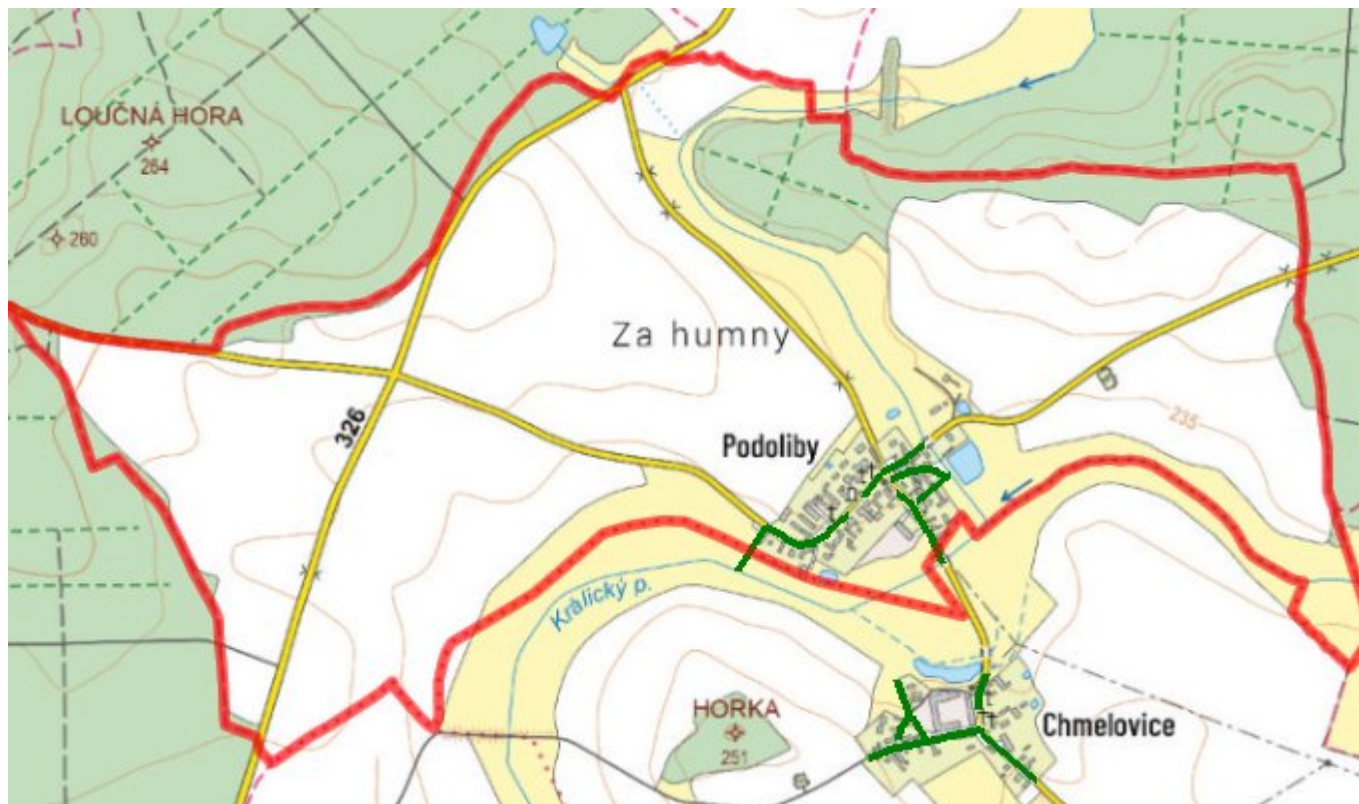 LOUČNÁ HORA
264
260
Za humny
326
235
Podoliby
Králický p.
HORKA
251
Chmelovice